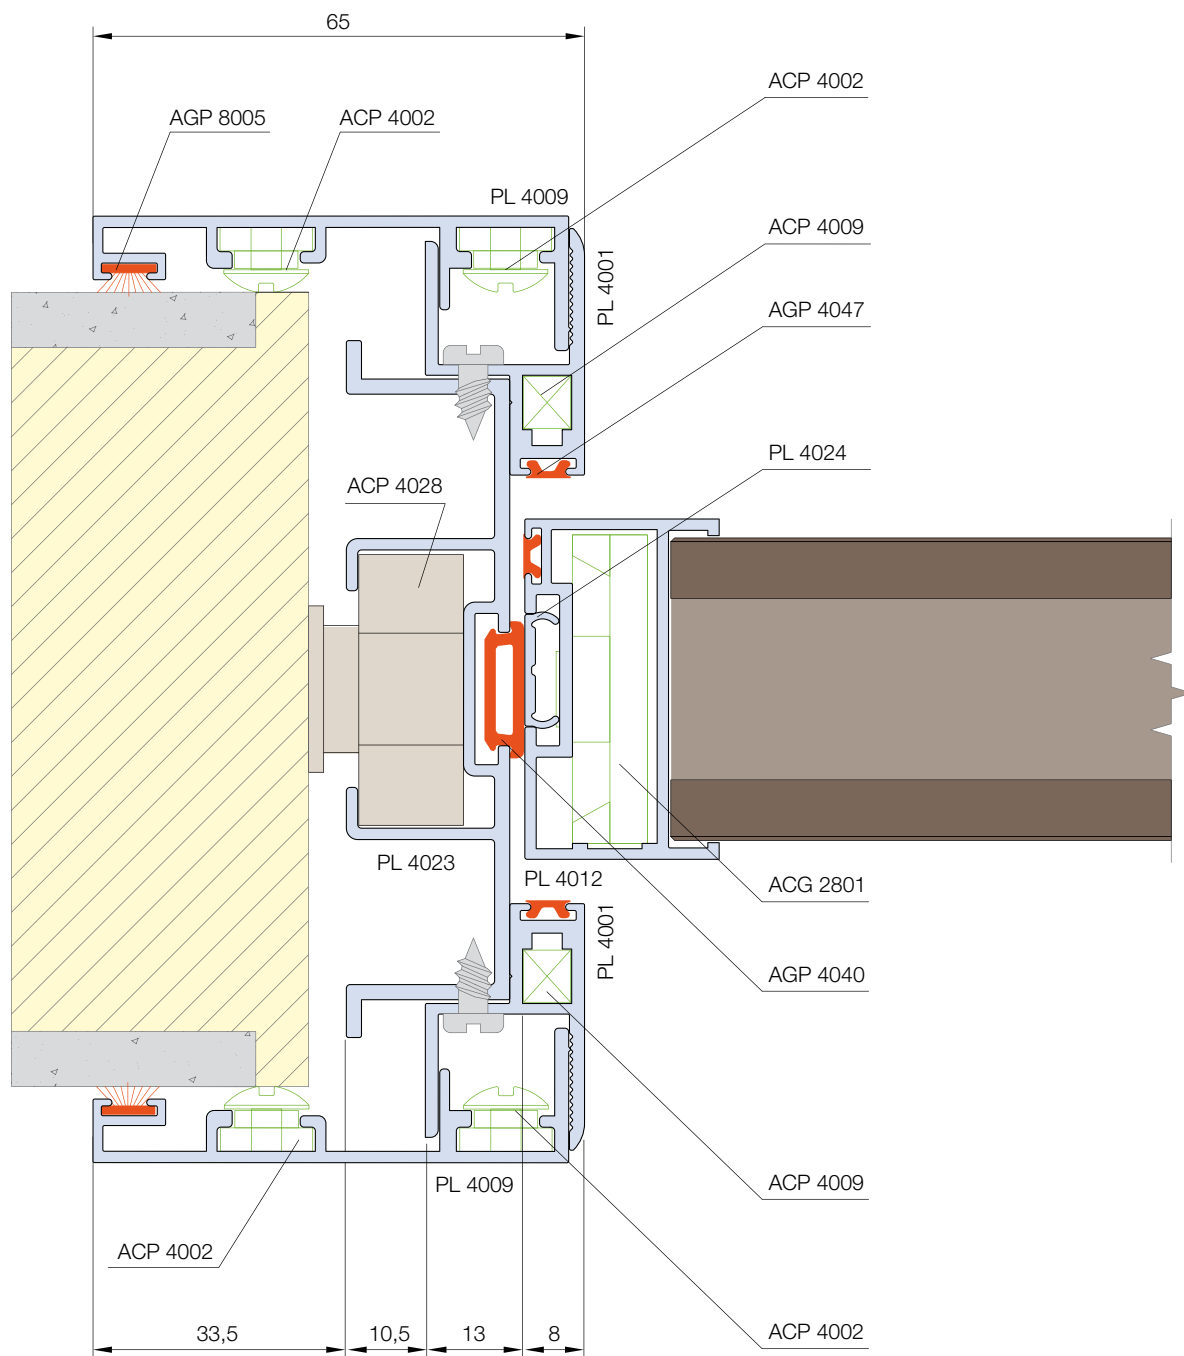 65
ACP 4002
AGP 8005
ACP 4002
PL 4009
ACP 4009
PL 4001
AGP 4047
PL 4024
ACP 4028
PL 4023
PL 4012
ACG 2801
PL 4001
AGP 4040
PL 4009
ACP 4009
ACP 4002
ACP 4002
33,5
10,5
13
8